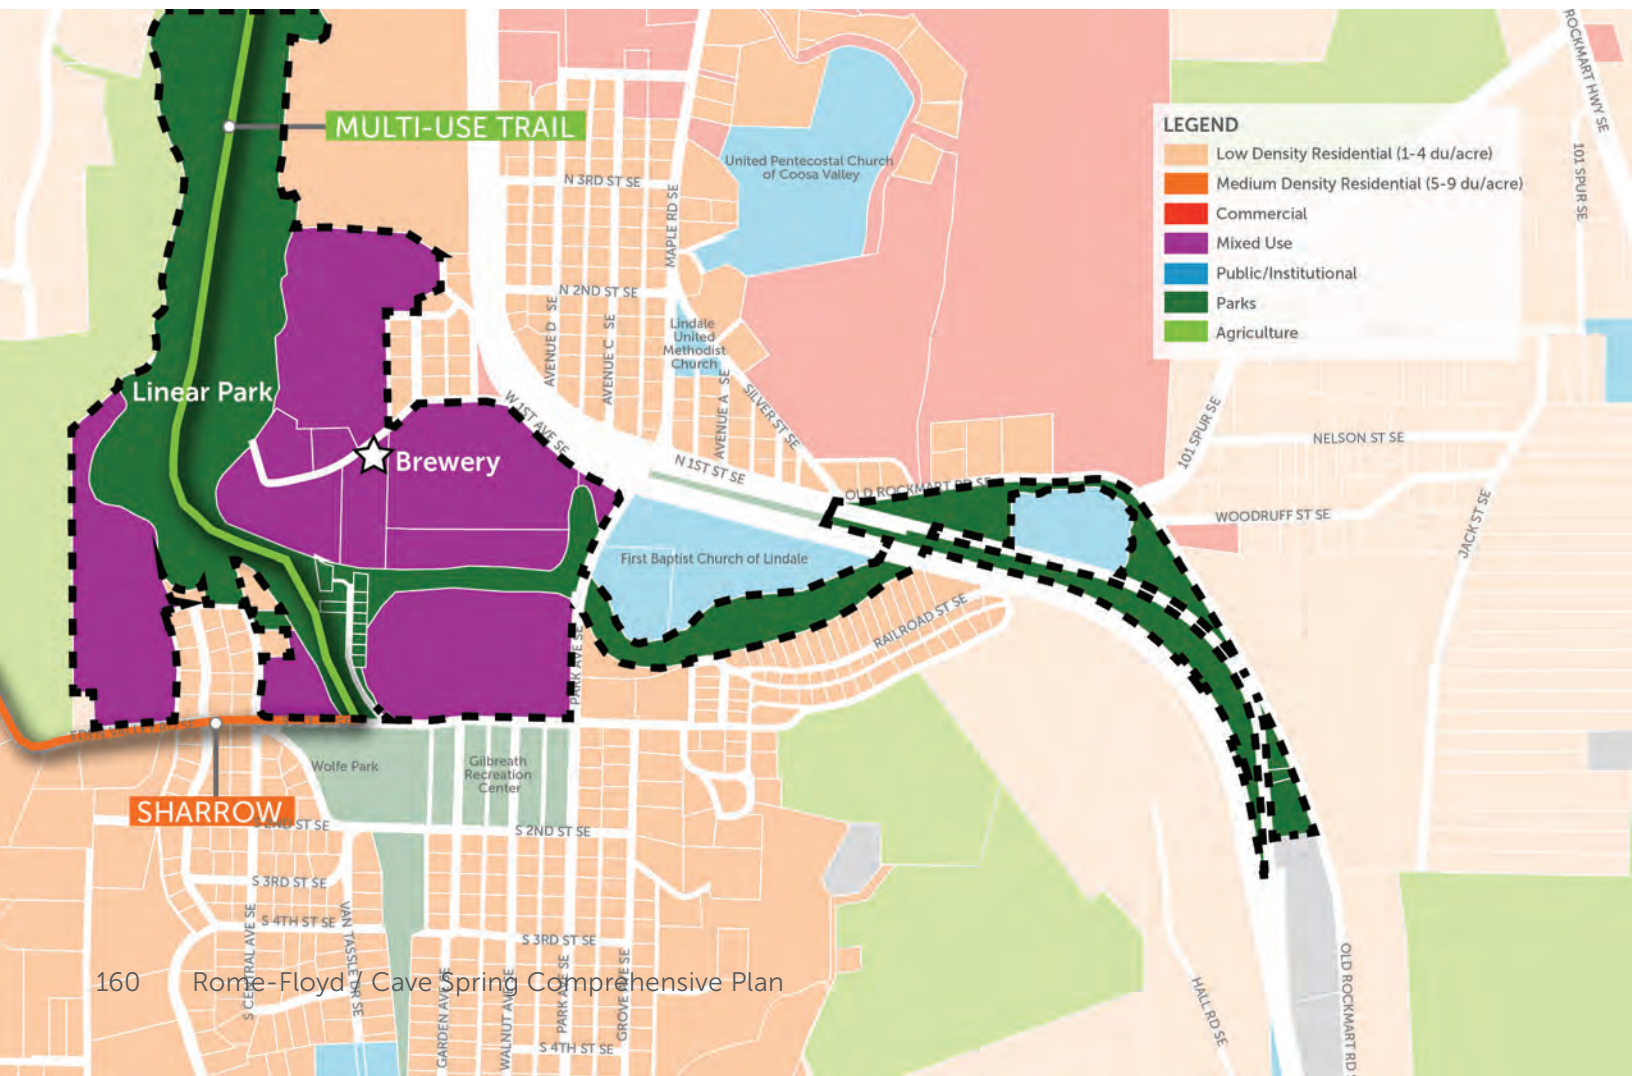 ROCKMART HWY SE
101 SPUR SE
LEGEND
Low Density Residential (1-4 du/acre)
Medium Density Residential (5-9 du/acre)
Commercial
Mixed Use
Public/Institutional
Parks
Agriculture
MULTI-USE TRAIL
United Pentecostal Church
of Coosa Valley
N 3RD ST SE
MAPLE RD SE
N 2ND ST SE
AVENUE D SE
AVENUE C SE
Lindale
United
Methodist
Church
AVENUE A SE
SILVER ST SE
Linear Park
W 1ST AVE SE
Brewery
N 1ST ST SE
OLD ROCKMART RD SE
101 SPUR SE
NELSON ST SE
WOODRUFF ST SE
JACK ST SE
First Baptist Church of Lindale
RAILROAD ST SE
PARK AVE SE
EDEN VALLEY RD SE
Wolfe Park
Gilbreath
Recreation
Center
SHARROW
S 2ND ST SE
S 2ND ST SE
S 3RD ST SE
S 4TH ST SE
S CENTRAL AVE SE
VAN TASLE DR SE
S 3RD ST SE
GARDEN AVE SE
WALNUT AVE SE
PARK AVE SE
GROVE AVE SE
S 4TH ST SE
HALL RD SE
OLD ROCKMART RD
160 Rome-Floyd / Cave Spring Comprehensive Plan